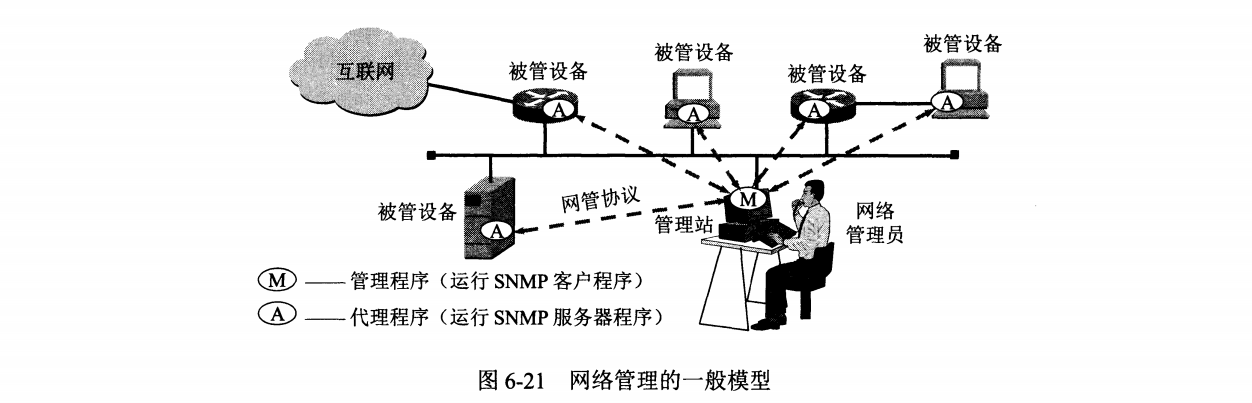 互联网
被管设备
被管设备
被管设备
被管设备
A
A
A
A
被管设备
A
网管协议
M
管理站
网络
管理员
M ——管理程序（运行 SNMP 客户程序）
A ——代理程序（运行 SNMP 服务器程序）
图 6-21 网络管理的一般模型